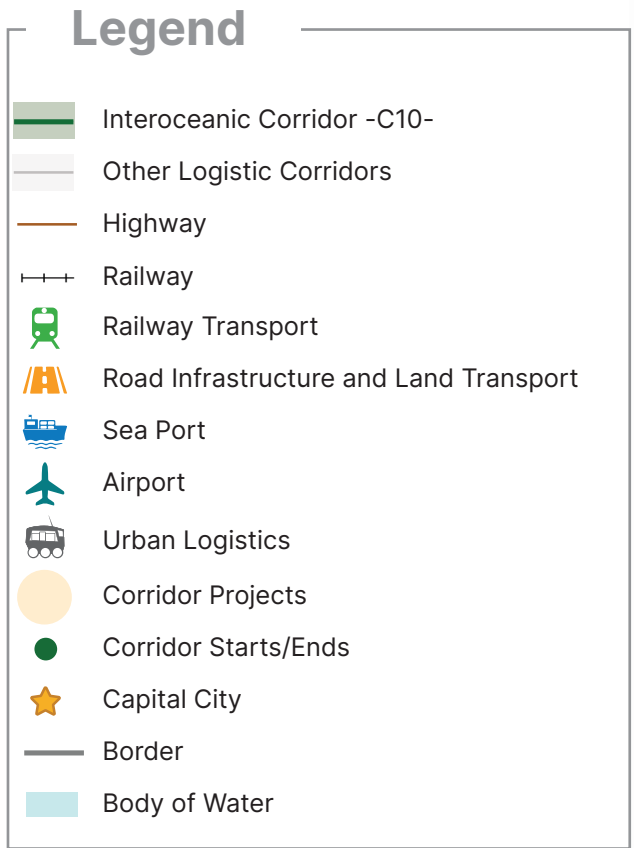 Legend
Interoceanic Corridor -C10-
Other Logistic Corridors
Highway
Railway
Railway Transport
Road Infrastructure and Land Transport
Sea Port
Airport
Urban Logistics
Corridor Projects
Corridor Starts/Ends
Capital City
Border
Body of Water